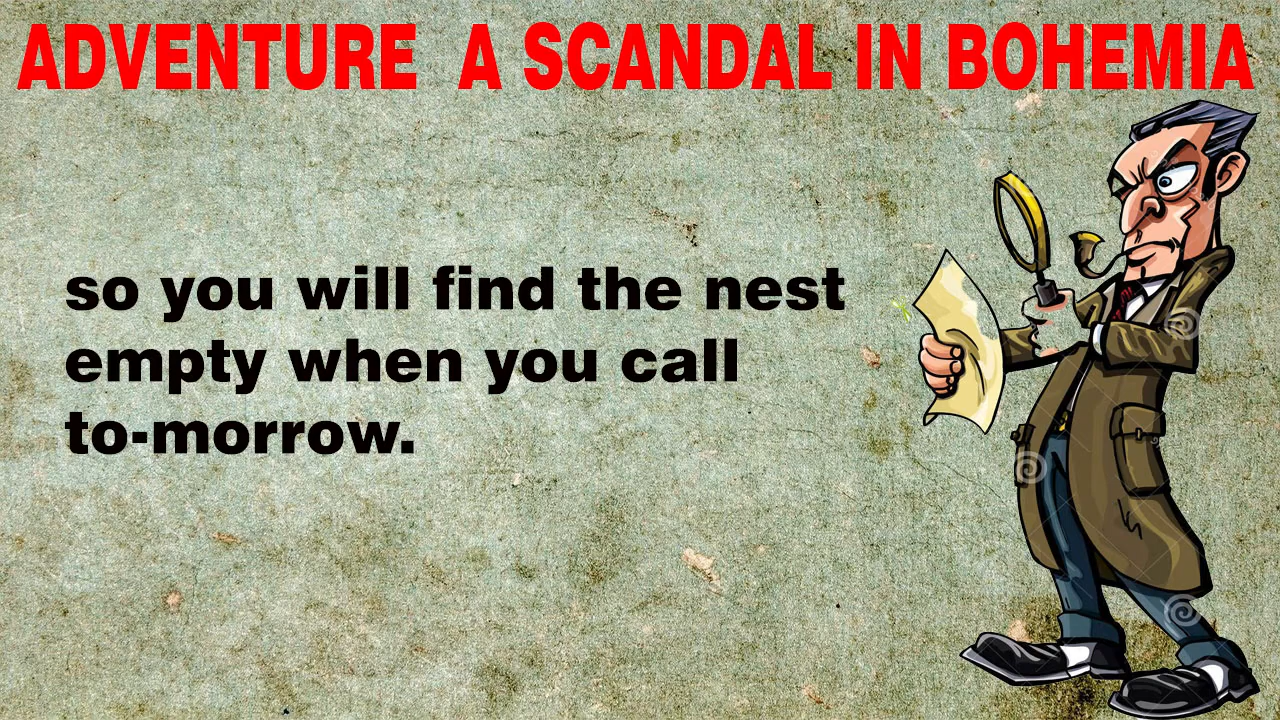 ADVENTURE A SCANDAL IN BOHEMIA
so you will find the nest
empty when you call
to-morrow.